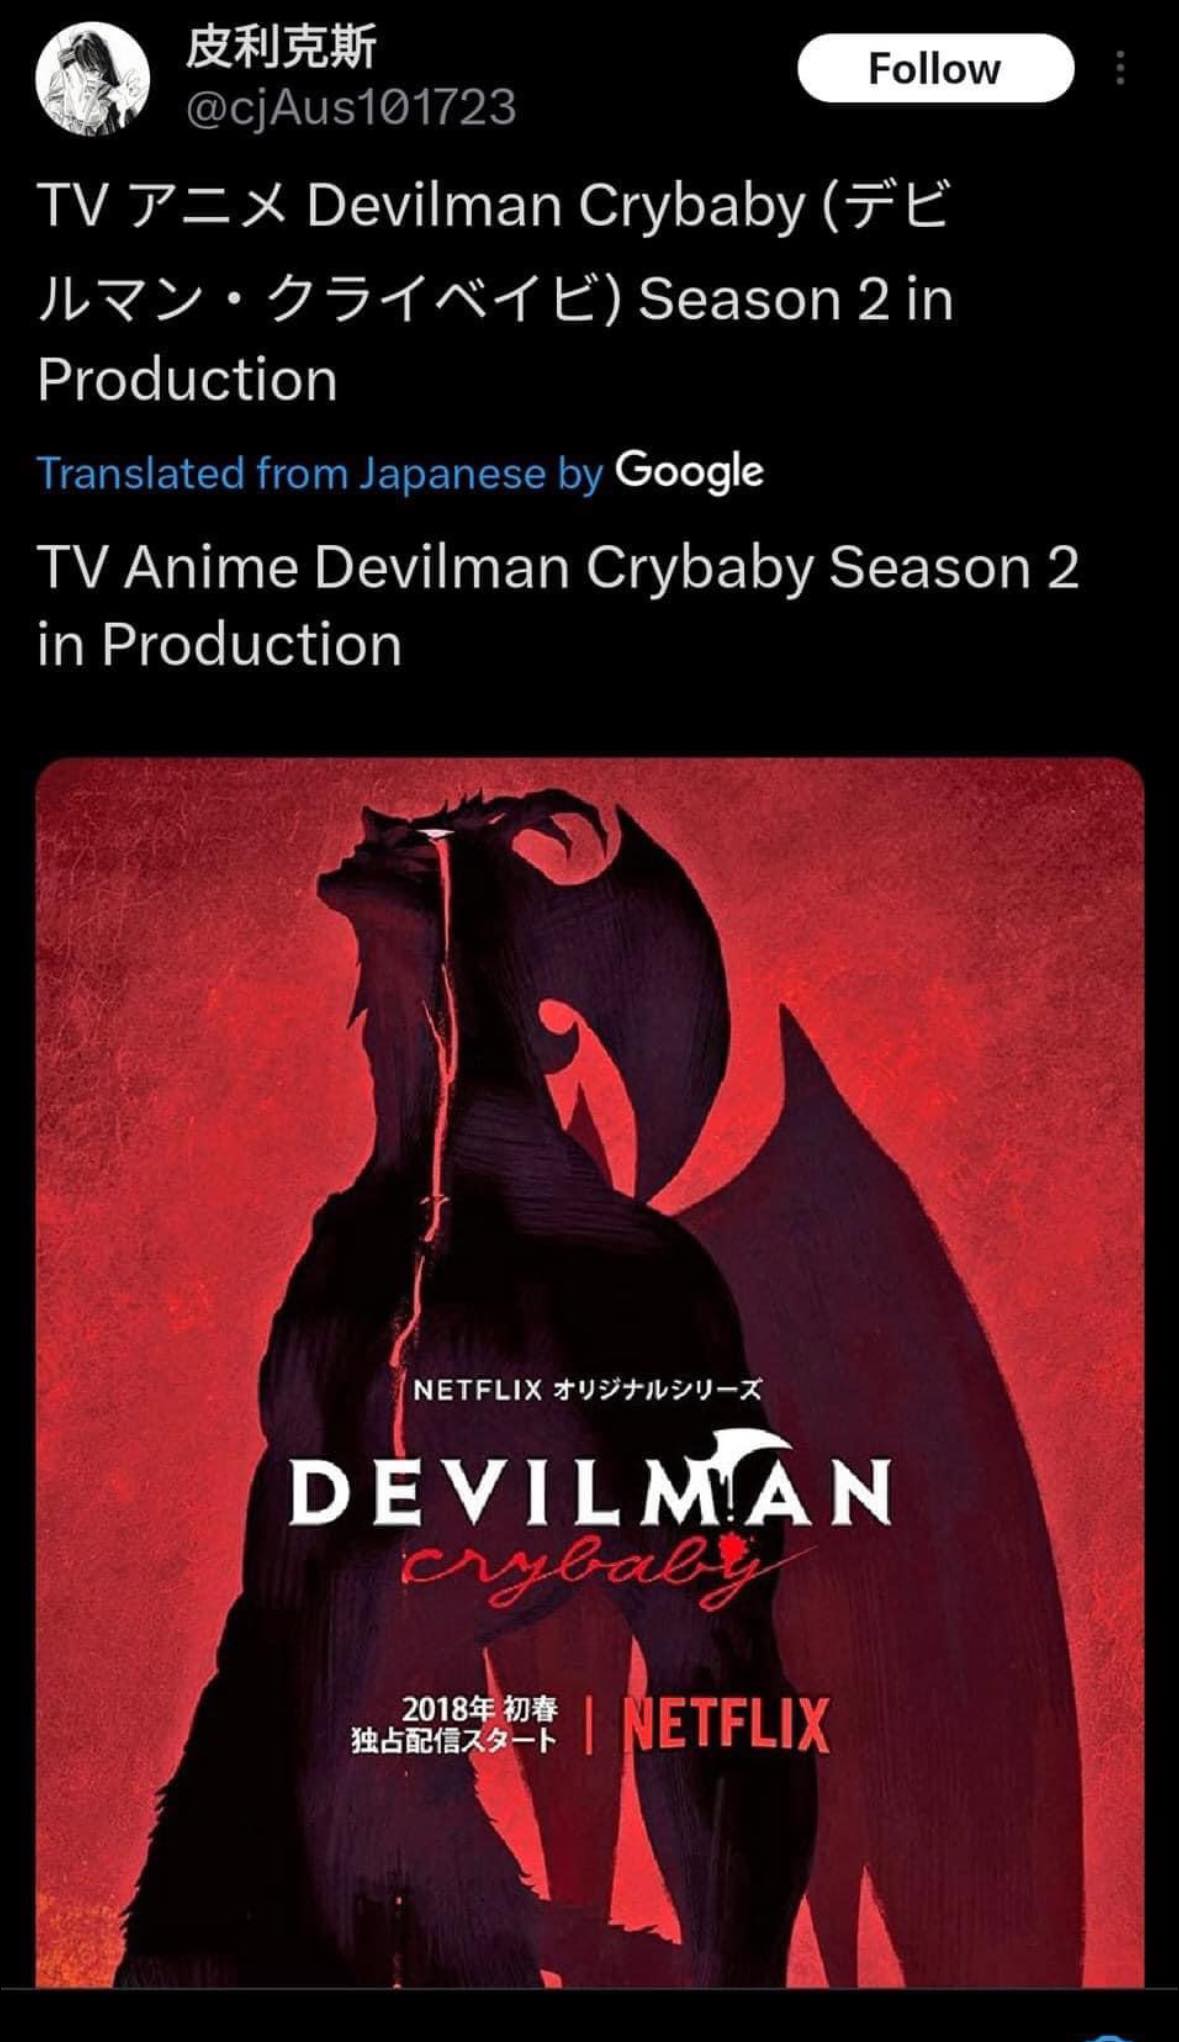 皮利克斯
@cjAus101723
Follow
TV アニメ Devilman Crybaby (デビ
ルマン・クライベイビ) Season 2 in
Production
Translated from Japanese by Google
TV Anime Devilman Crybaby Season 2
in Production
NETFLIX オリジナルシリーズ
DEVILMAN
crybaby
2018年 初春
独占配信スタート
NETFLIX